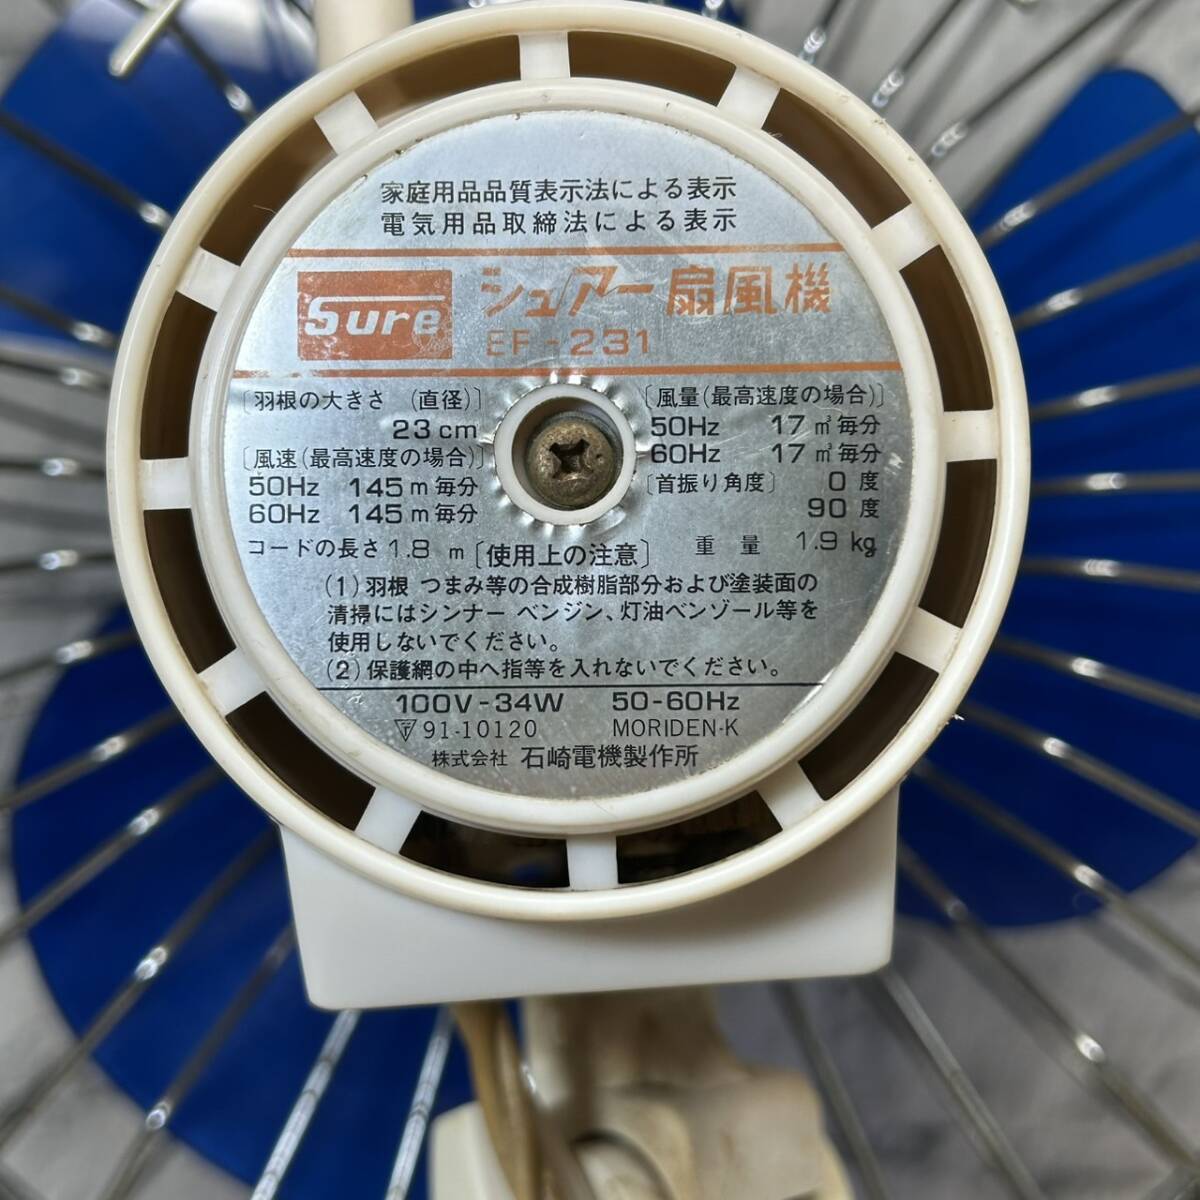 家庭用品品質表示法による表示
電気用品取締法による表示
Sure シュアー扇風機
EF-231
〔羽根の大きさ (直径)〕
23cm
〔風速(最高速度の場合)〕
50Hz 145m毎分
60Hz 145m毎分
コードの長さ1.8 m
〔風量(最高速度の場合)〕
50Hz 17㎥毎分
60Hz 17㎥毎分
〔首振り角度〕 0度
90度
重量 1.9kg
〔使用上の注意〕
(1)羽根 つまみ等の合成樹脂部分および塗装面の
清掃にはシンナー ベンジン、灯油ベンゾール等を
使用しないでください。
(2)保護網の中へ指等を入れないでください。
100V-34W 50-60Hz
91-10120 MORIDEN-K
株式会社 石崎電機製作所